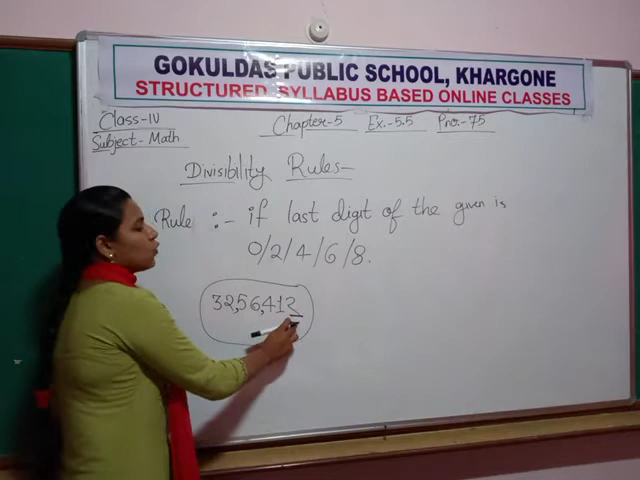 GOKULDAS PUBLIC SCHOOL, KHARGONE
STRUCTURED SYLLABUS BASED ONLINE CLASSES
Class-IV Chapter-5 Ex.-5.5 Pno.-75
Subject-Math
Divisibility Rules-
Rule :- if last digit of the given is
0/2/4/6/8.
32,56,412